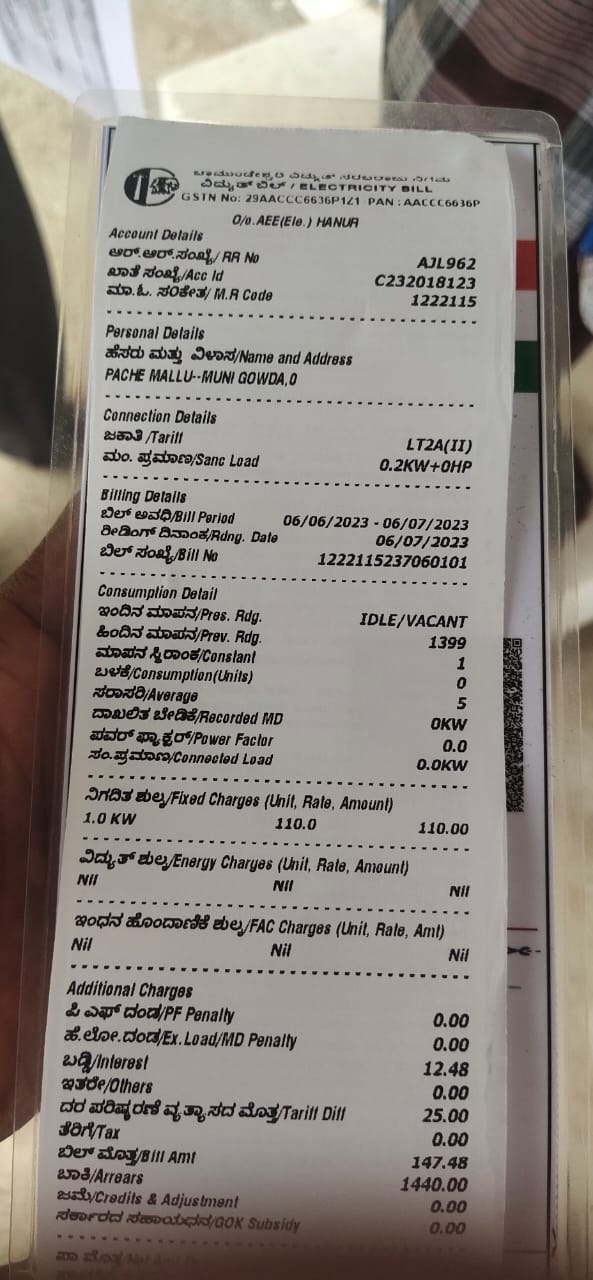 ಚಾಮುಂಡೇಶ್ವರಿ ವಿದ್ಯುತ್ ಸರಬರಾಜು ನಿಗಮ
ವಿದ್ಯುತ್ ಬಿಲ್ / ELECTRICITY BILL
GSTN No: 29AACCC6636P1Z1 PAN : AACCC6636P
O/o.AEE(Ele.) HANUR
Account Details
ಆರ್.ಆರ್.ಸಂಖ್ಯೆ/ RR No AJL962
ಖಾತೆ ಸಂಖ್ಯೆ/Acc Id C232018123
ಮಾ.ಓ. ಸಂಕೇತ/ M.R Code 1222115
Personal Details
ಹೆಸರು ಮತ್ತು ವಿಳಾಸ/Name and Address
PACHE MALLU--MUNI GOWDA,0
Connection Details
ಜಕಾತಿ /Tariff LT2A(II)
ಮಂ. ಪ್ರಮಾಣ/Sanc Load 0.2KW+0HP
Billing Details
ಬಿಲ್ ಅವಧಿ/Bill Period 06/06/2023 - 06/07/2023
ರೀಡಿಂಗ್ ದಿನಾಂಕ/Rdng. Date 06/07/2023
ಬಿಲ್ ಸಂಖ್ಯೆ/Bill No 1222115237060101
Consumption Detail
ಇಂದಿನ ಮಾಪನ/Pres. Rdg. IDLE/VACANT
ಹಿಂದಿನ ಮಾಪನ/Prev. Rdg. 1399
ಮಾಪನ ಸ್ಥಿರಾಂಕ/Constant 1
ಬಳಕೆ/Consumption(Units) 0
ಸರಾಸರಿ/Average 5
ದಾಖಲಿತ ಬೇಡಿಕೆ/Recorded MD 0KW
ಪವರ್ ಫ್ಯಾಕ್ಟರ್/Power Factor 0.0
ಸಂ.ಪ್ರಮಾಣ/Connected Load 0.0KW
ನಿಗದಿತ ಶುಲ್ಕ/Fixed Charges (Unit, Rate, Amount)
1.0 KW 110.0 110.00
ವಿದ್ಯುತ್ ಶುಲ್ಕ/Energy Charges (Unit, Rate, Amount)
Nil Nil Nil
ಇಂಧನ ಹೊಂದಾಣಿಕೆ ಶುಲ್ಕ/FAC Charges (Unit, Rate, Amt)
Nil Nil Nil
Additional Charges
ಪಿ ಎಫ್ ದಂಡ/PF Penalty 0.00
ಹೆ.ಲೋ.ದಂಡ/Ex.Load/MD Penalty 0.00
ಬಡ್ಡಿ/Interest 12.48
ಇತರೇ/Others 0.00
ದರ ಪರಿಷ್ಕರಣೆ ವ್ಯತ್ಯಾಸದ ಮೊತ್ತ/Tariff Diff 25.00
ತೆರಿಗೆ/Tax 0.00
ಬಿಲ್ ಮೊತ್ತ/Bill Amt 147.48
ಬಾಕಿ/Arrears 1440.00
ಜಮೆ/Credits & Adjustment 0.00
ಸರ್ಕಾರದ ಸಹಾಯಧನ/GOK Subsidy 0.00